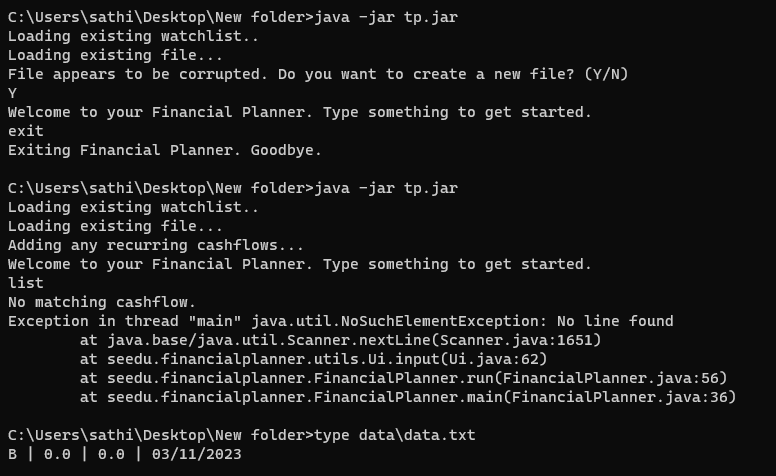 C:\Users\sathi\Desktop\New folder>java -jar tp.jar
Loading existing watchlist..
Loading existing file...
File appears to be corrupted. Do you want to create a new file? (Y/N)
Y
Welcome to your Financial Planner. Type something to get started.
exit
Exiting Financial Planner. Goodbye.
C:\Users\sathi\Desktop\New folder>java -jar tp.jar
Loading existing watchlist..
Loading existing file...
Adding any recurring cashflows...
Welcome to your Financial Planner. Type something to get started.
list
No matching cashflow.
Exception in thread "main" java.util.NoSuchElementException: No line found
        at java.base/java.util.Scanner.nextLine(Scanner.java:1651)
        at seedu.financialplanner.utils.Ui.input(Ui.java:62)
        at seedu.financialplanner.FinancialPlanner.run(FinancialPlanner.java:56)
        at seedu.financialplanner.FinancialPlanner.main(FinancialPlanner.java:36)
C:\Users\sathi\Desktop\New folder>type data\data.txt
B | 0.0 | 0.0 | 03/11/2023